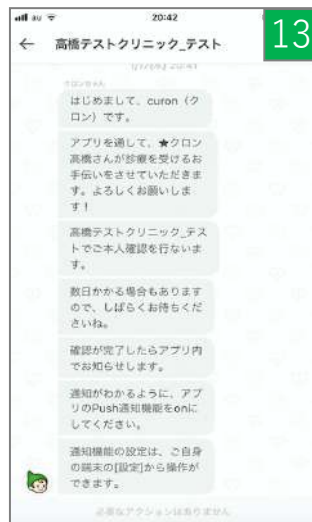 au
20:42
13
← 高橋テストクリニック_テスト
20:41
クロンちゃん
はじめまして、curon（ク
ロン）です。
アプリを通して、★クロン
高橋さんが診療を受けるお
手伝いをさせていただきま
す。よろしくお願いしま
す！
高橋テストクリニック_テス
トでご本人確認を行ないま
す。
数日かかる場合もあります
ので、しばらくお待ちくだ
さいね。
確認が完了したらアプリ内
でお知らせします。
通知がわかるように、アプ
リのPush通知機能をonに
してください。
通知機能の設定は、ご自身
の端末の[設定]から操作が
できます。
必要なアクションはありません